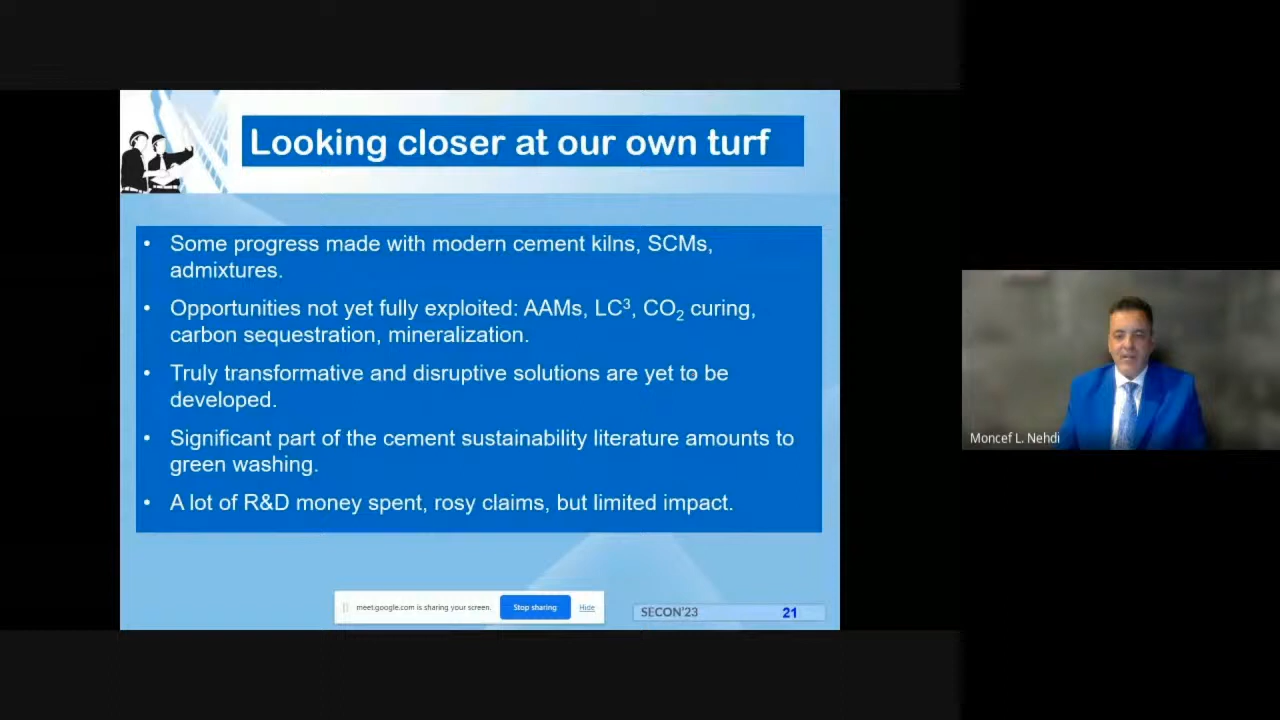 Looking closer at our own turf
• Some progress made with modern cement kilns, SCMs,
admixtures.
• Opportunities not yet fully exploited: AAMs, LC³, CO₂ curing,
carbon sequestration, mineralization.
• Truly transformative and disruptive solutions are yet to be
developed.
• Significant part of the cement sustainability literature amounts to
green washing.
• A lot of R&D money spent, rosy claims, but limited impact.
Moncef L. Nehdi
meet.google.com is sharing your screen. Stop sharing Hide
SECON'23 21